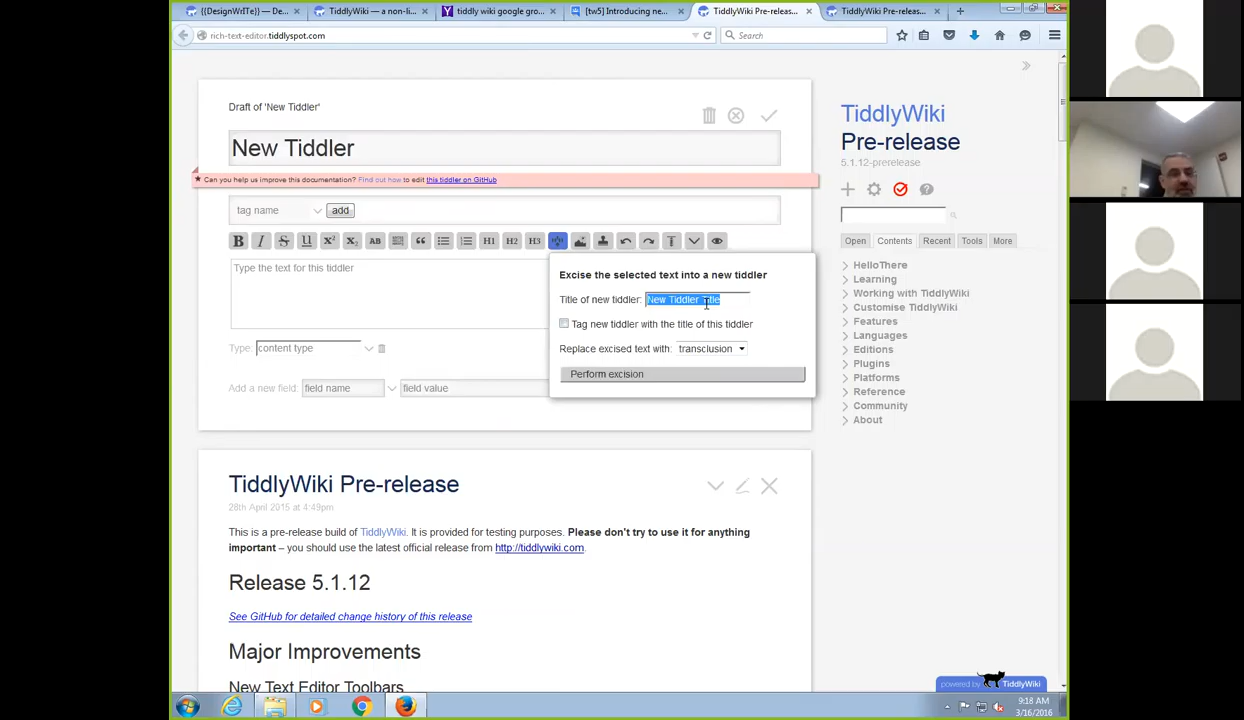 {{DesignWrITe}} — De...
TiddlyWiki — a non-li...
tiddly wiki google gro...
[tw5] Introducing ne...
TiddlyWiki Pre-releas...
TiddlyWiki Pre-releas...
rich-text-editor.tiddlyspot.com
Search
Draft of 'New Tiddler'
New Tiddler
Can you help us improve this documentation? Find out how to edit this tiddler on GitHub
tag name
add
B I S U X² X₂ AB H1 H2 H3
Type the text for this tiddler
Excise the selected text into a new tiddler
Title of new tiddler: New Tiddler Title
Tag new tiddler with the title of this tiddler
Replace excised text with: transclusion
Perform excision
Type: content type
Add a new field: field name field value
TiddlyWiki Pre-release
28th April 2015 at 4:49pm
This is a pre-release build of TiddlyWiki. It is provided for testing purposes. Please don't try to use it for anything
important – you should use the latest official release from http://tiddlywiki.com.
Release 5.1.12
See GitHub for detailed change history of this release
Major Improvements
New Text Editor Toolbars
TiddlyWiki
Pre-release
5.1.12-prerelease
Open Contents Recent Tools More
HelloThere
Learning
Working with TiddlyWiki
Customise TiddlyWiki
Features
Languages
Editions
Plugins
Platforms
Reference
Community
About
powered by TiddlyWiki
9:18 AM
3/16/2016